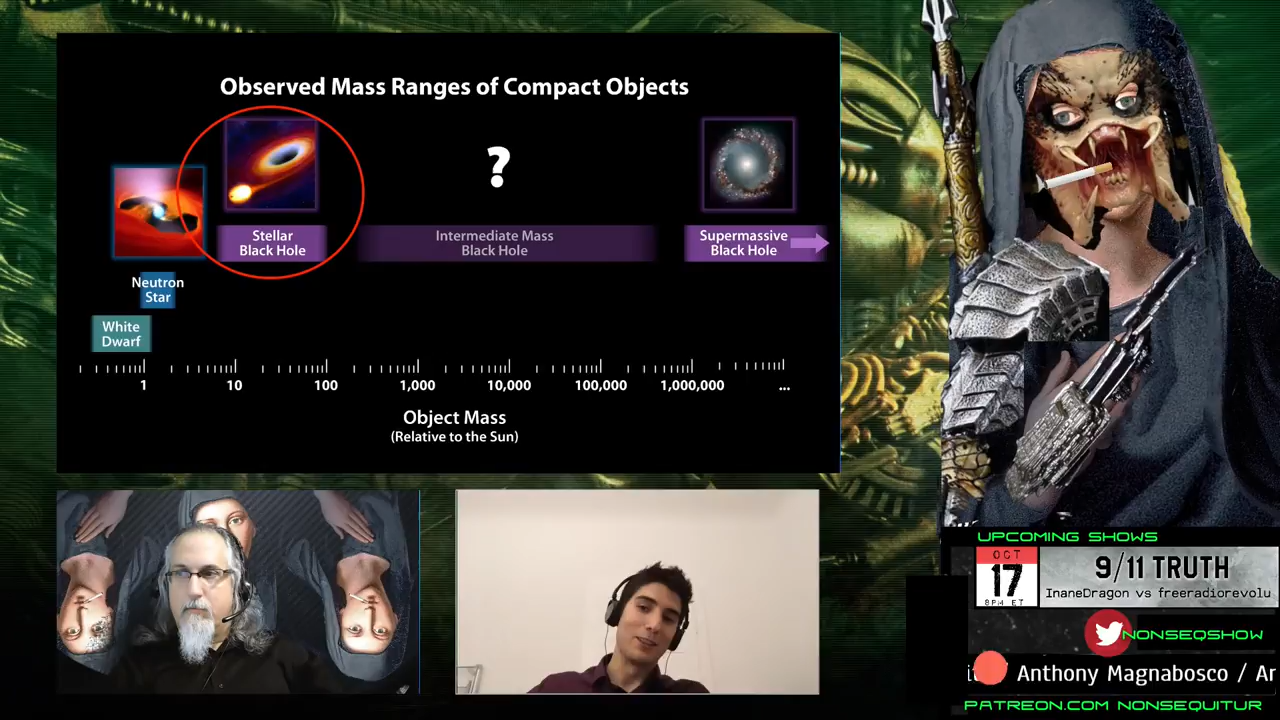 Observed Mass Ranges of Compact Objects
?
Stellar
Black Hole
Intermediate Mass
Black Hole
Supermassive
Black Hole
Neutron
Star
White
Dwarf
1 10 100 1,000 10,000 100,000 1,000,000 ...
Object Mass
(Relative to the Sun)
UPCOMING SHOWS
OCT
17
8PM ET
9/11 TRUTH
InaneDragon vs freeradiorevolu
NONSEQSHOW
/ Anthony Magnabosco / Ar
PATREON.COM NONSEQUITUR